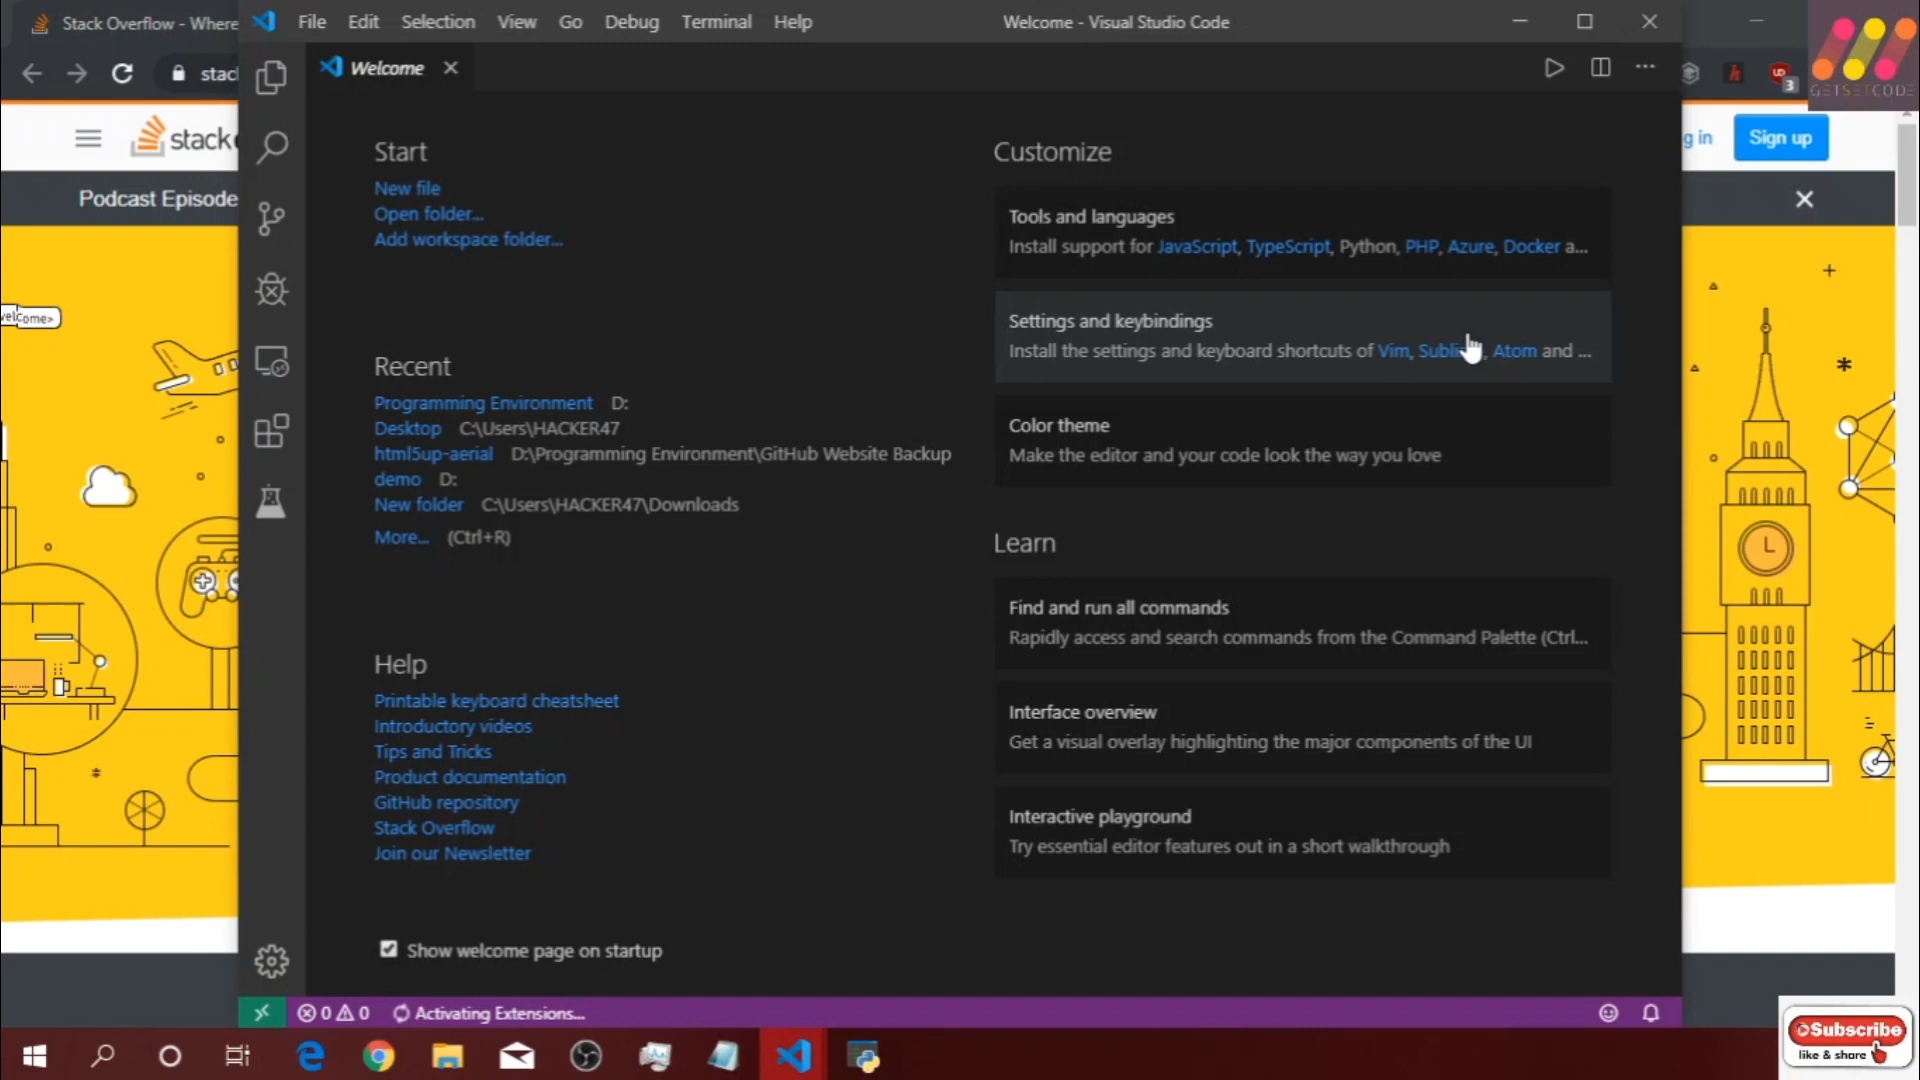 Stack Overflow - Where
File Edit Selection View Go Debug Terminal Help
Welcome - Visual Studio Code
stac
Welcome
3
GETSETCODE
stack
g in
Sign up
Podcast Episode
Start
New file
Open folder...
Add workspace folder...
Recent
Programming Environment D:
Desktop C:\Users\HACKER47
html5up-aerial D:\Programming Environment\GitHub Website Backup
demo D:
New folder C:\Users\HACKER47\Downloads
More... (Ctrl+R)
Help
Printable keyboard cheatsheet
Introductory videos
Tips and Tricks
Product documentation
GitHub repository
Stack Overflow
Join our Newsletter
Show welcome page on startup
Customize
Tools and languages
Install support for JavaScript, TypeScript, Python, PHP, Azure, Docker a...
Settings and keybindings
Install the settings and keyboard shortcuts of Vim, Subli , Atom and ...
Color theme
Make the editor and your code look the way you love
Learn
Find and run all commands
Rapidly access and search commands from the Command Palette (Ctrl...
Interface overview
Get a visual overlay highlighting the major components of the UI
Interactive playground
Try essential editor features out in a short walkthrough
0 0 Activating Extensions...
Subscribe
like & share